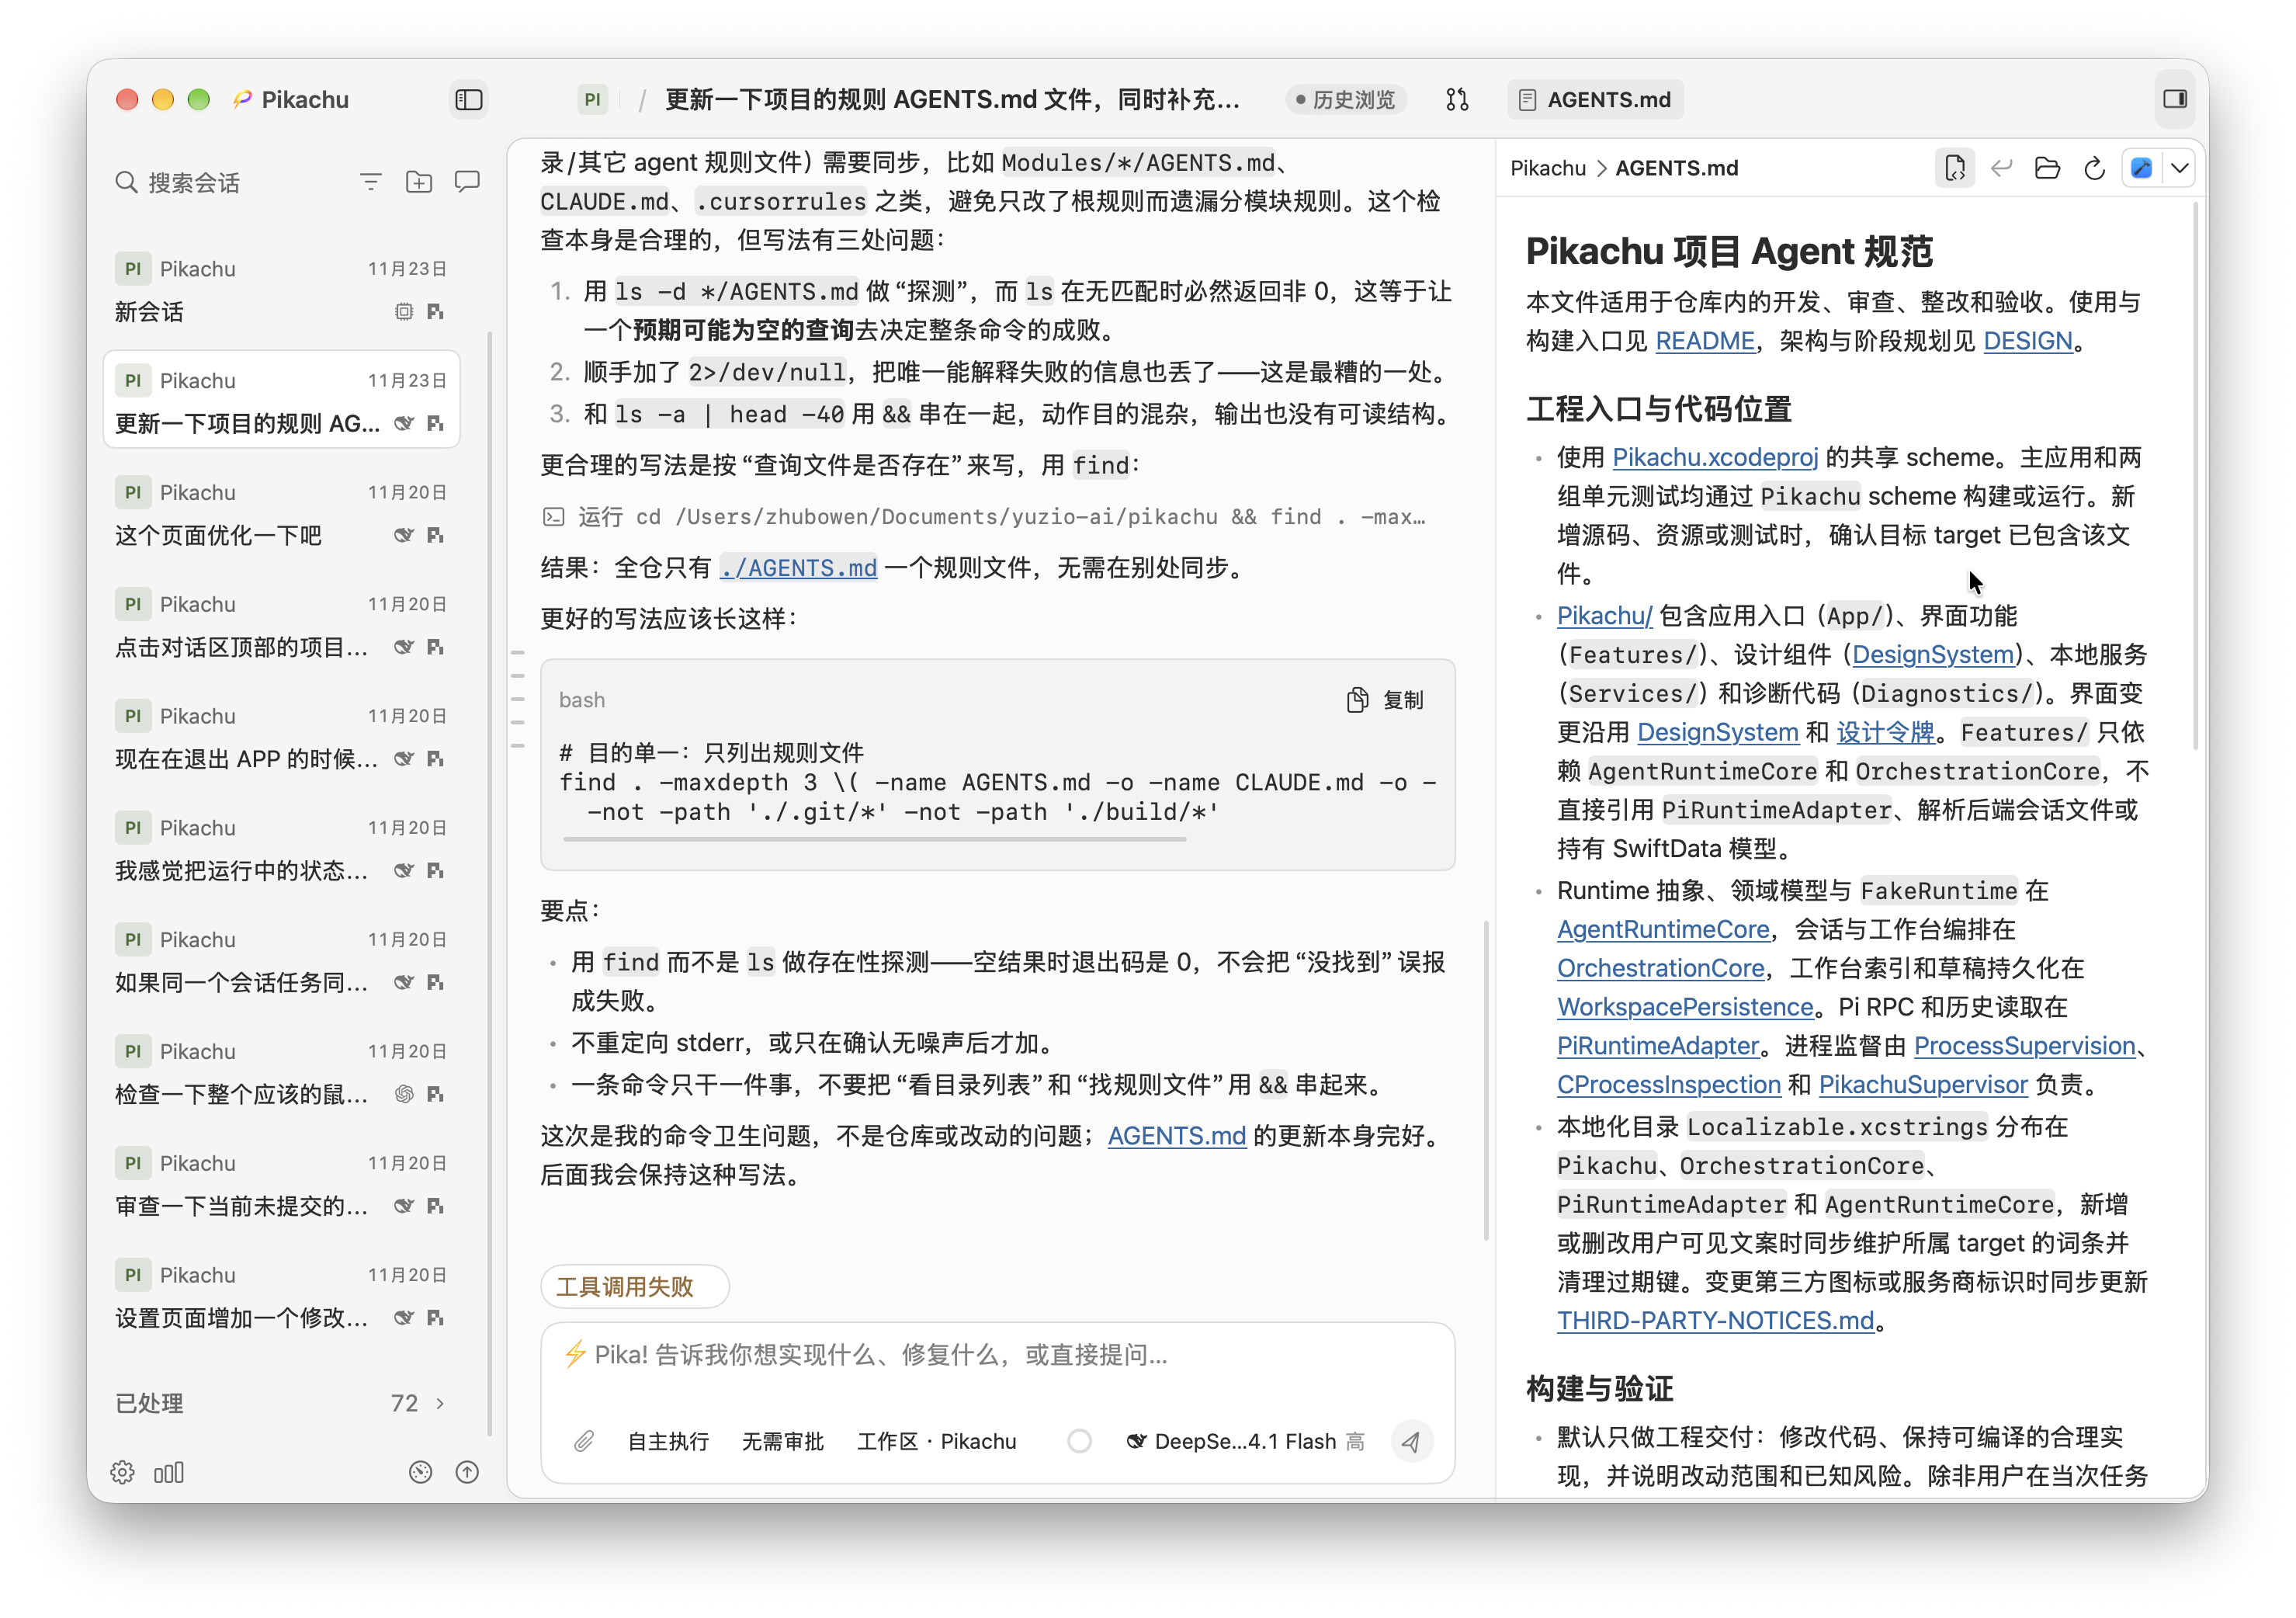 Pikachu
PI / 更新一下项目的规则 AGENTS.md 文件，同时补充...
历史浏览
AGENTS.md
搜索会话
PI Pikachu 11月23日
新会话
PI Pikachu 11月23日
更新一下项目的规则 AG...
PI Pikachu 11月20日
这个页面优化一下吧
PI Pikachu 11月20日
点击对话区顶部的项目...
PI Pikachu 11月20日
现在在退出 APP 的时候...
PI Pikachu 11月20日
我感觉把运行中的状态...
PI Pikachu 11月20日
如果同一个会话任务同...
PI Pikachu 11月20日
检查一下整个应该的鼠...
PI Pikachu 11月20日
审查一下当前未提交的...
PI Pikachu 11月20日
设置页面增加一个修改...
已处理 72
录/其它 agent 规则文件）需要同步，比如 Modules/*/AGENTS.md、
CLAUDE.md、.cursorrules 之类，避免只改了根规则而遗漏分模块规则。这个检
查本身是合理的，但写法有三处问题：
1. 用 ls -d */AGENTS.md 做“探测”，而 ls 在无匹配时必然返回非 0，这等于让
一个预期可能为空的查询去决定整条命令的成败。
2. 顺手加了 2>/dev/null，把唯一能解释失败的信息也丢了——这是最糟的一处。
3. 和 ls -a | head -40 用 && 串在一起，动作目的混杂，输出也没有可读结构。
更合理的写法是按“查询文件是否存在”来写，用 find：
运行 cd /Users/zhubowen/Documents/yuzio-ai/pikachu && find . -max...
结果：全仓只有 ./AGENTS.md 一个规则文件，无需在别处同步。
更好的写法应该长这样：
bash 复制
# 目的单一：只列出规则文件
find . -maxdepth 3 \( -name AGENTS.md -o -name CLAUDE.md -o -
-not -path './.git/*' -not -path './build/*'
要点：
• 用 find 而不是 ls 做存在性探测——空结果时退出码是 0，不会把“没找到”误报
成失败。
• 不重定向 stderr，或只在确认无噪声后才加。
• 一条命令只干一件事，不要把“看目录列表”和“找规则文件”用 && 串起来。
这次是我的命令卫生问题，不是仓库或改动的问题；AGENTS.md 的更新本身完好。
后面我会保持这种写法。
工具调用失败
⚡ Pika! 告诉我你想实现什么、修复什么，或直接提问...
自主执行 无需审批 工作区 · Pikachu DeepSe...4.1 Flash 高
Pikachu > AGENTS.md
Pikachu 项目 Agent 规范
本文件适用于仓库内的开发、审查、整改和验收。使用与
构建入口见 README，架构与阶段规划见 DESIGN。
工程入口与代码位置
• 使用 Pikachu.xcodeproj 的共享 scheme。主应用和两
组单元测试均通过 Pikachu scheme 构建或运行。新
增源码、资源或测试时，确认目标 target 已包含该文
件。
• Pikachu/ 包含应用入口（App/）、界面功能
（Features/）、设计组件（DesignSystem）、本地服务
（Services/）和诊断代码（Diagnostics/）。界面变
更沿用 DesignSystem 和 设计令牌。Features/ 只依
赖 AgentRuntimeCore 和 OrchestrationCore，不
直接引用 PiRuntimeAdapter、解析后端会话文件或
持有 SwiftData 模型。
• Runtime 抽象、领域模型与 FakeRuntime 在
AgentRuntimeCore，会话与工作台编排在
OrchestrationCore，工作台索引和草稿持久化在
WorkspacePersistence。Pi RPC 和历史读取在
PiRuntimeAdapter。进程监督由 ProcessSupervision、
CProcessInspection 和 PikachuSupervisor 负责。
• 本地化目录 Localizable.xcstrings 分布在
Pikachu、OrchestrationCore、
PiRuntimeAdapter 和 AgentRuntimeCore，新增
或删改用户可见文案时同步维护所属 target 的词条并
清理过期键。变更第三方图标或服务商标识时同步更新
THIRD-PARTY-NOTICES.md。
构建与验证
• 默认只做工程交付：修改代码、保持可编译的合理实
现，并说明改动范围和已知风险。除非用户在当次任务